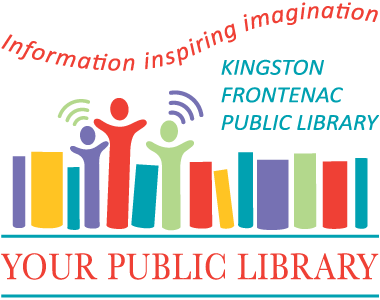 Information inspiring imagination
KINGSTON
FRONTENAC
PUBLIC LIBRARY
YOUR PUBLIC LIBRARY